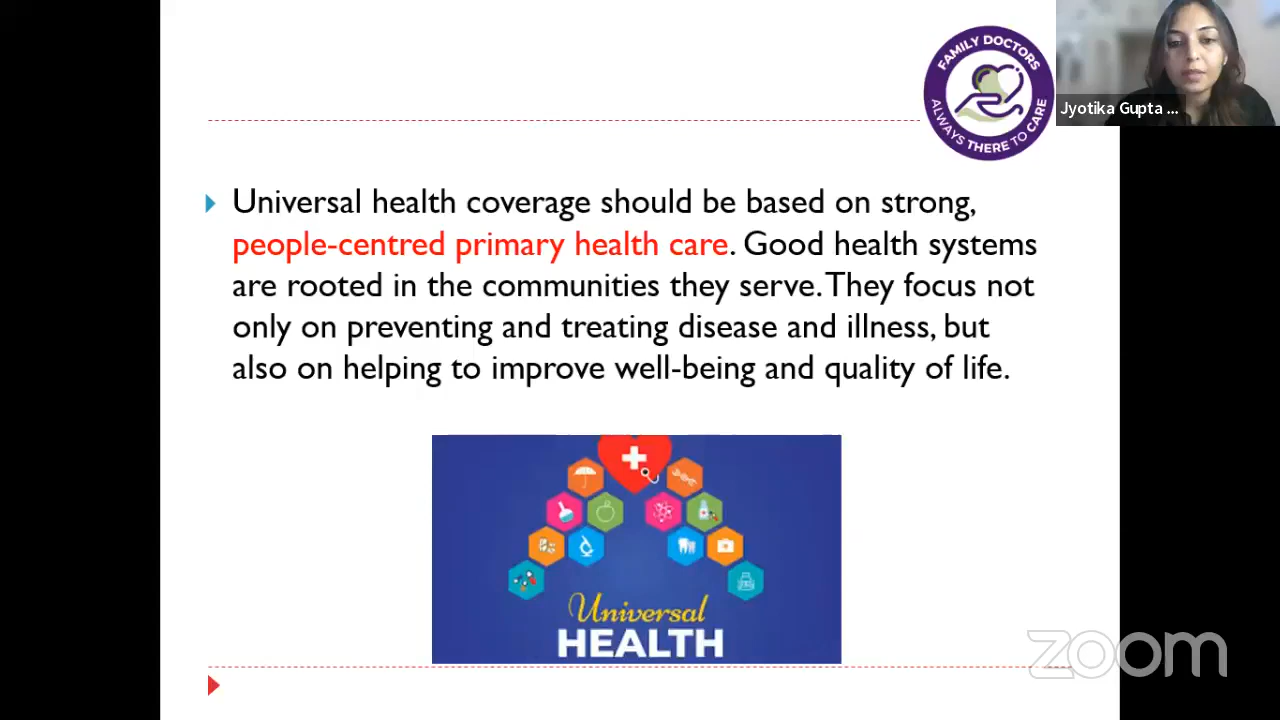 FAMILY DOCTORS
ALWAYS THERE TO CARE
Jyotika Gupta ...
Universal health coverage should be based on strong,
people-centred primary health care. Good health systems
are rooted in the communities they serve. They focus not
only on preventing and treating disease and illness, but
also on helping to improve well-being and quality of life.
Universal
HEALTH
zoom